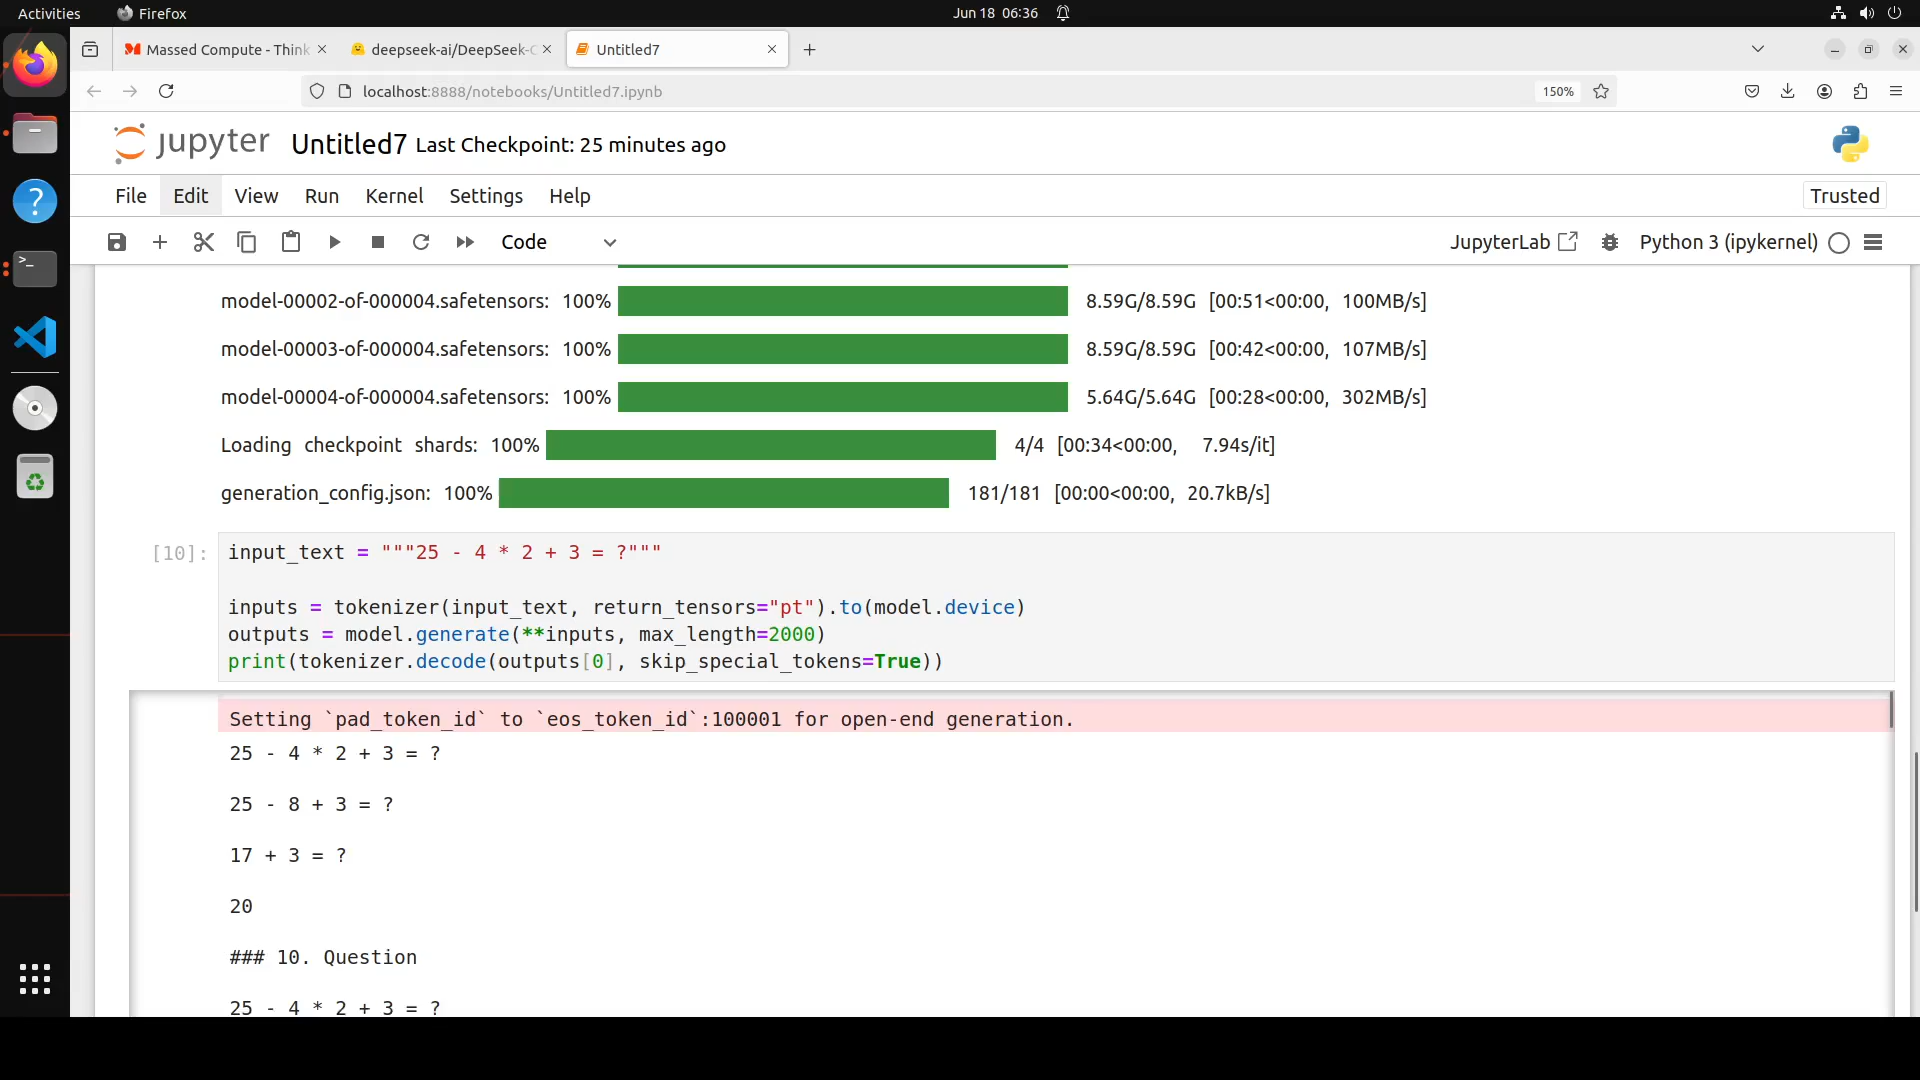 Activities
Firefox
Jun 18 06:36
Massed Compute - Think
deepseek-ai/DeepSeek-C
Untitled7
localhost:8888/notebooks/Untitled7.ipynb
150%
jupyter
Untitled7 Last Checkpoint: 25 minutes ago
File Edit View Run Kernel Settings Help
Trusted
Code
JupyterLab
Python 3 (ipykernel)
model-00002-of-000004.safetensors: 100% 8.59G/8.59G [00:51<00:00, 100MB/s]
model-00003-of-000004.safetensors: 100% 8.59G/8.59G [00:42<00:00, 107MB/s]
model-00004-of-000004.safetensors: 100% 5.64G/5.64G [00:28<00:00, 302MB/s]
Loading checkpoint shards: 100% 4/4 [00:34<00:00, 7.94s/it]
generation_config.json: 100% 181/181 [00:00<00:00, 20.7kB/s]
[10]: input_text = """25 - 4 * 2 + 3 = ?"""
inputs = tokenizer(input_text, return_tensors="pt").to(model.device)
outputs = model.generate(**inputs, max_length=2000)
print(tokenizer.decode(outputs[0], skip_special_tokens=True))
Setting `pad_token_id` to `eos_token_id`:100001 for open-end generation.
25 - 4 * 2 + 3 = ?
25 - 8 + 3 = ?
17 + 3 = ?
20
### 10. Question
25 - 4 * 2 + 3 = ?